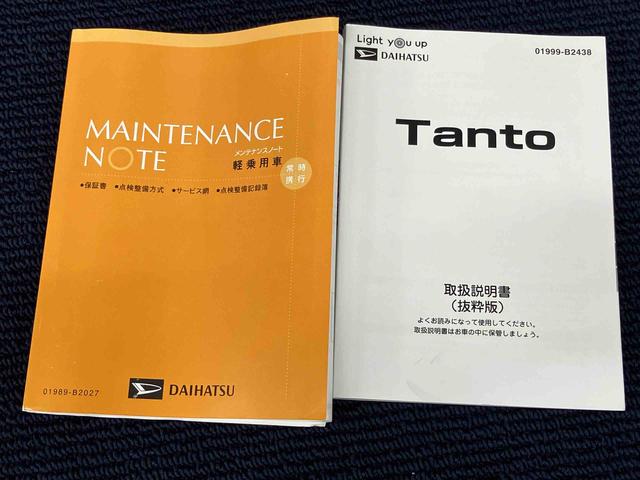 MAINTENANCE
NOTE
メンテナンスノート
軽乗用車
常時
携行
•保証書 •点検整備方式 •サービス網 •点検整備記録簿
01989-B2027
DAIHATSU
Light you up
DAIHATSU
01999-B2438
Tanto
取扱説明書
(抜粋版)
よくお読みになって使用してください。
取扱説明書はお車の中に保管しましょう。